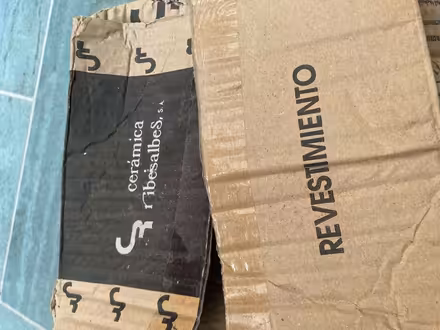 cerámica
ribesalbes, s.a.
REVESTIMIENTO